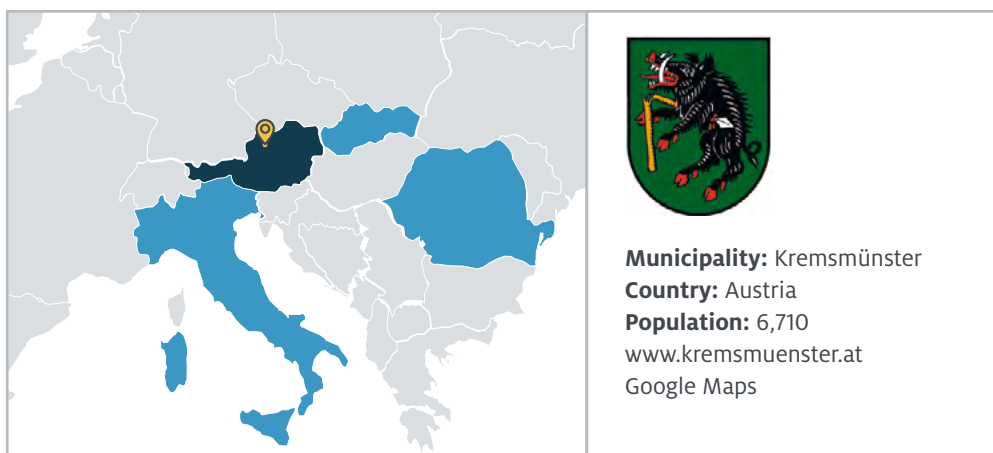 Municipality: Kremsmünster
Country: Austria
Population: 6,710
www.kremsmuenster.at
Google Maps